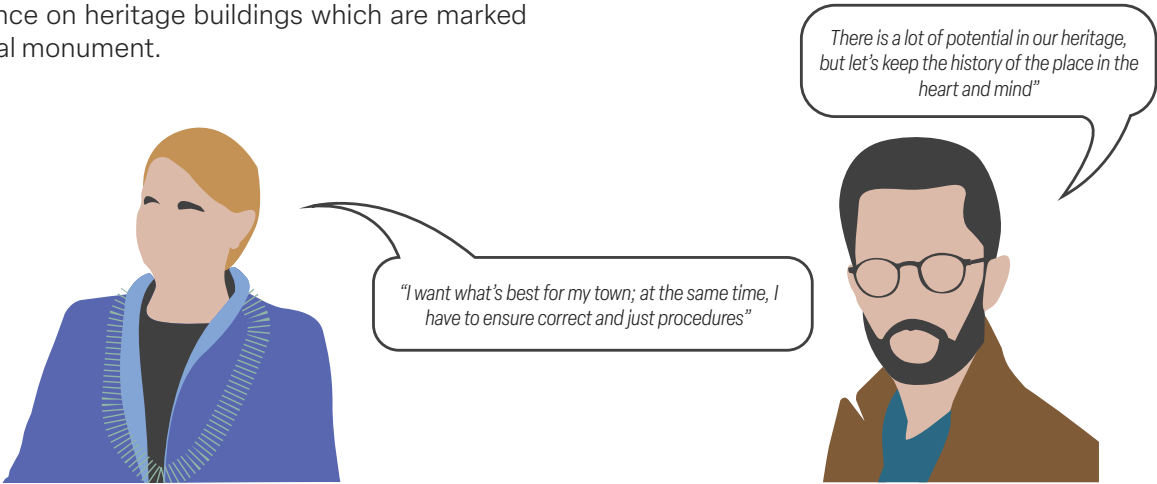 nce on heritage buildings which are marked
al monument.
There is a lot of potential in our heritage,
but let's keep the history of the place in the
heart and mind”
“I want what's best for my town; at the same time, I
have to ensure correct and just procedures”